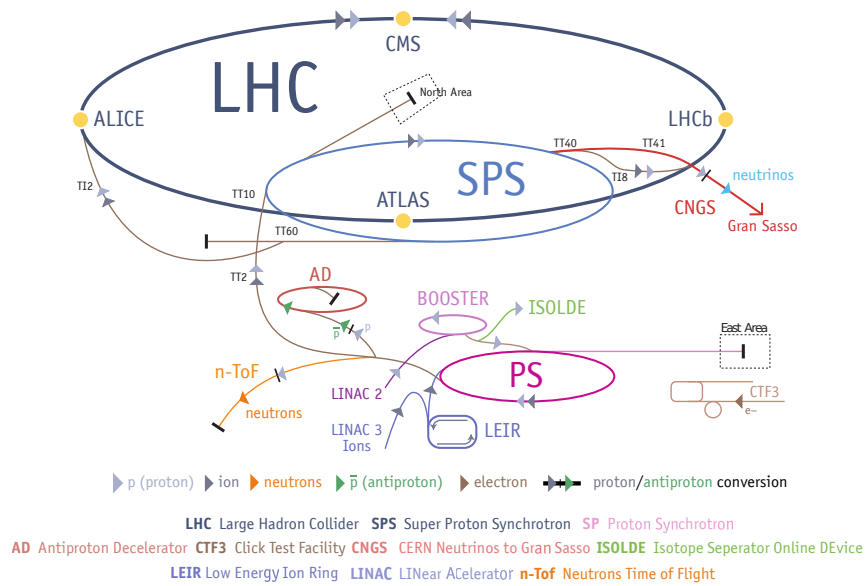 CMS
LHC
North Area
ALICE
LHCb
TT40
TT41
TI2
SPS
TI8
neutrinos
TT10
ATLAS
CNGS
Gran Sasso
TT60
TT2
AD
BOOSTER
ISOLDE
p̅
p
East Area
n-ToF
PS
LINAC 2
neutrons
CTF3
e−
LINAC 3
Ions
LEIR
p (proton) ion neutrons p̅ (antiproton) electron proton/antiproton conversion
LHC Large Hadron Collider SPS Super Proton Synchrotron SP Proton Synchrotron
AD Antiproton Decelerator CTF3 Click Test Facility CNGS CERN Neutrinos to Gran Sasso ISOLDE Isotope Seperator Online DEvice
LEIR Low Energy Ion Ring LINAC LINear ACelerator n-Tof Neutrons Time of Flight